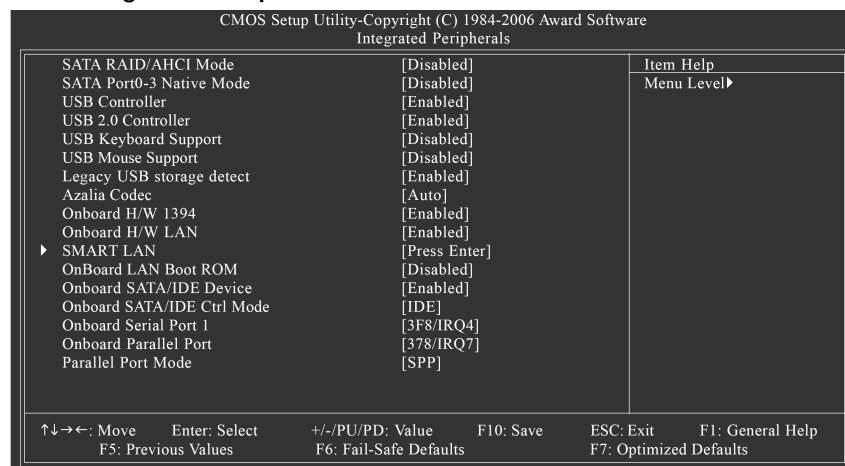 CMOS Setup Utility-Copyright (C) 1984-2006 Award Software
Integrated Peripherals
SATA RAID/AHCI Mode [Disabled] Item Help
SATA Port0-3 Native Mode [Disabled] Menu Level▶
USB Controller [Enabled]
USB 2.0 Controller [Enabled]
USB Keyboard Support [Disabled]
USB Mouse Support [Disabled]
Legacy USB storage detect [Enabled]
Azalia Codec [Auto]
Onboard H/W 1394 [Enabled]
Onboard H/W LAN [Enabled]
▶ SMART LAN [Press Enter]
OnBoard LAN Boot ROM [Disabled]
Onboard SATA/IDE Device [Enabled]
Onboard SATA/IDE Ctrl Mode [IDE]
Onboard Serial Port 1 [3F8/IRQ4]
Onboard Parallel Port [378/IRQ7]
Parallel Port Mode [SPP]
↑↓→←: Move Enter: Select +/-/PU/PD: Value F10: Save ESC: Exit F1: General Help
F5: Previous Values F6: Fail-Safe Defaults F7: Optimized Defaults